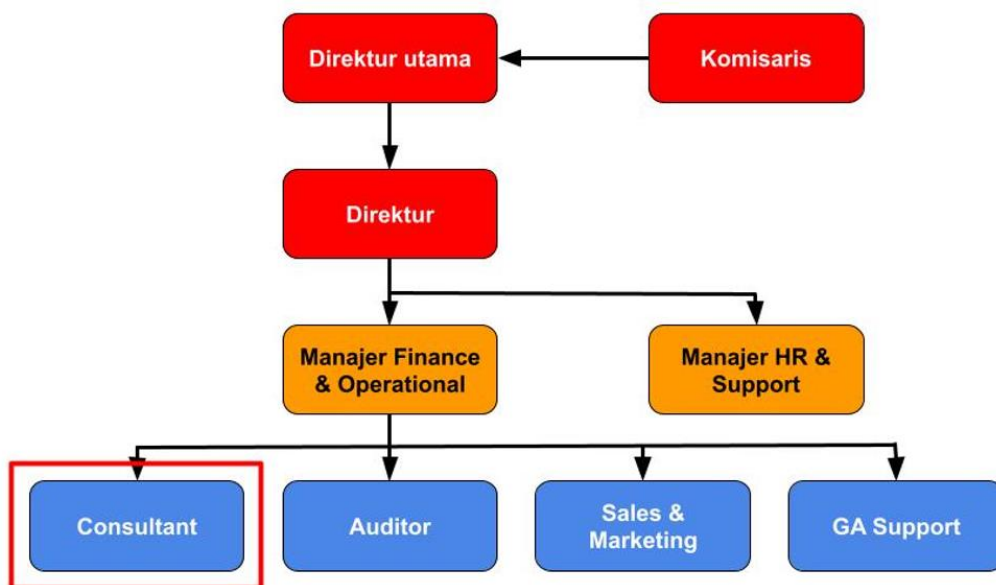 Direktur utama
Komisaris
Direktur
Manajer Finance
& Operational
Manajer HR &
Support
Consultant
Auditor
Sales &
Marketing
GA Support